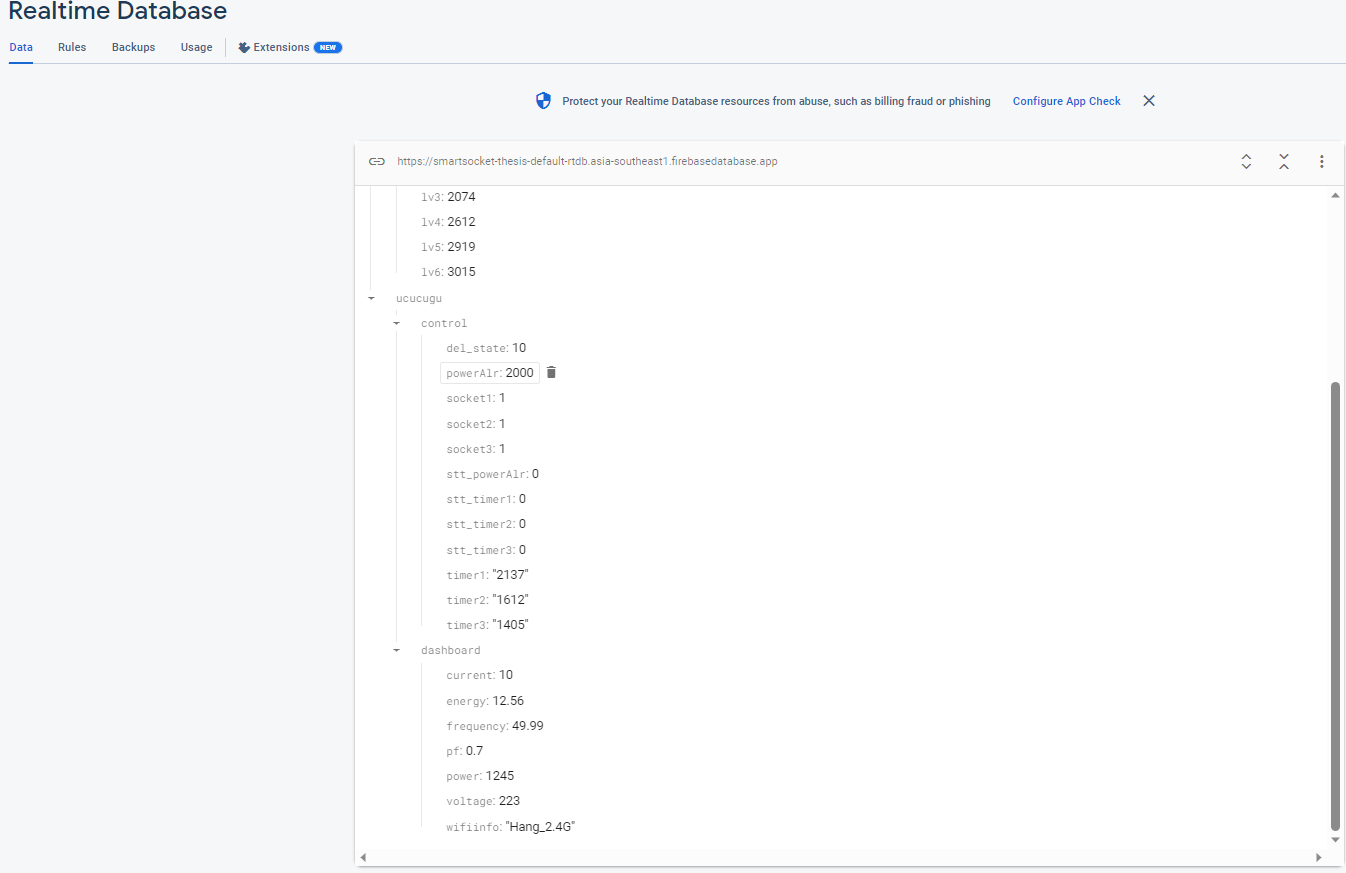 Realtime Database
Data Rules Backups Usage Extensions NEW
Protect your Realtime Database resources from abuse, such as billing fraud or phishing Configure App Check
https://smartsocket-thesis-default-rtdb.asia-southeast1.firebasedatabase.app
lv3: 2074
lv4: 2612
lv5: 2919
lv6: 3015
ucucugu
control
del_state: 10
powerAlr: 2000
socket1: 1
socket2: 1
socket3: 1
stt_powerAlr: 0
stt_timer1: 0
stt_timer2: 0
stt_timer3: 0
timer1: "2137"
timer2: "1612"
timer3: "1405"
dashboard
current: 10
energy: 12.56
frequency: 49.99
pf: 0.7
power: 1245
voltage: 223
wifiinfo: "Hang_2.4G"